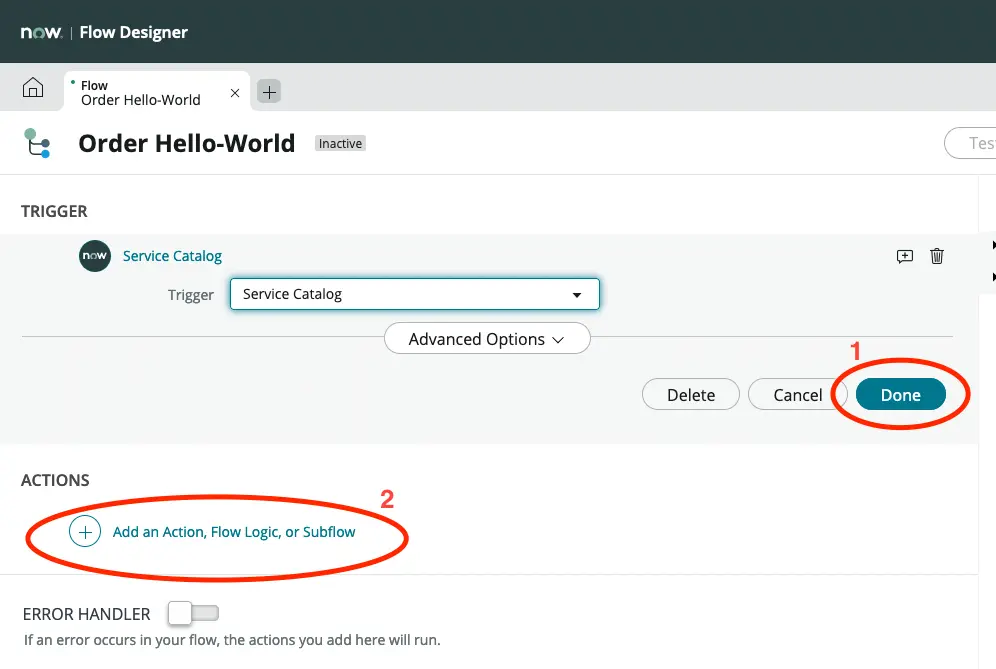 now. | Flow Designer
Flow
Order Hello-World
Order Hello-World Inactive
Tes
TRIGGER
now Service Catalog
Trigger Service Catalog
Advanced Options
1
Delete Cancel Done
ACTIONS
2
Add an Action, Flow Logic, or Subflow
ERROR HANDLER
If an error occurs in your flow, the actions you add here will run.